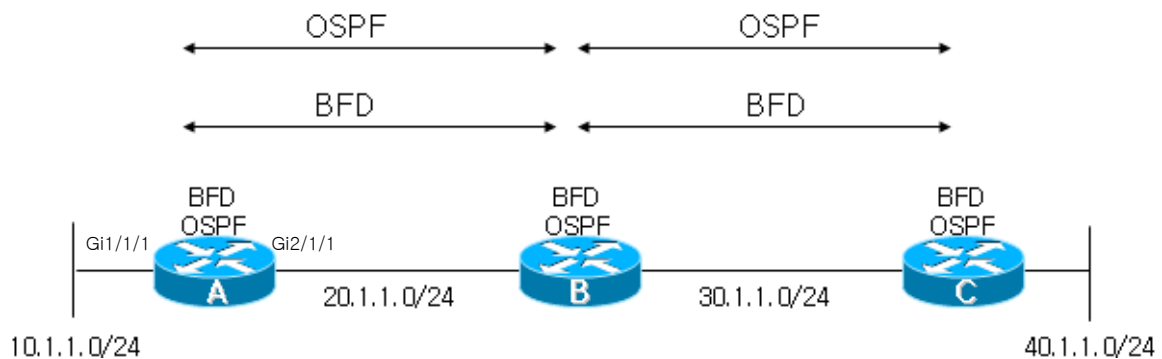 OSPF OSPF
BFD BFD
BFD BFD BFD
OSPF OSPF OSPF
Gi1/1/1 Gi2/1/1
A B C
20.1.1.0/24 30.1.1.0/24
10.1.1.0/24 40.1.1.0/24